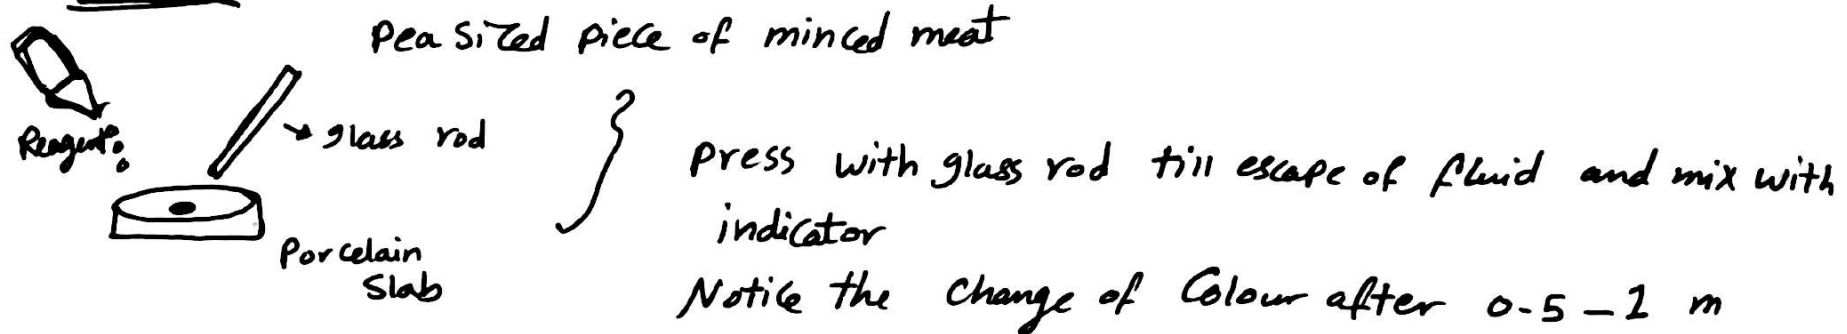 Pea Sized piece of minced meat
Reagent
glass rod
Porcelain
Slab
Press with glass rod till escape of fluid and mix with
indicator
Notice the change of Colour after 0.5 - 1 m